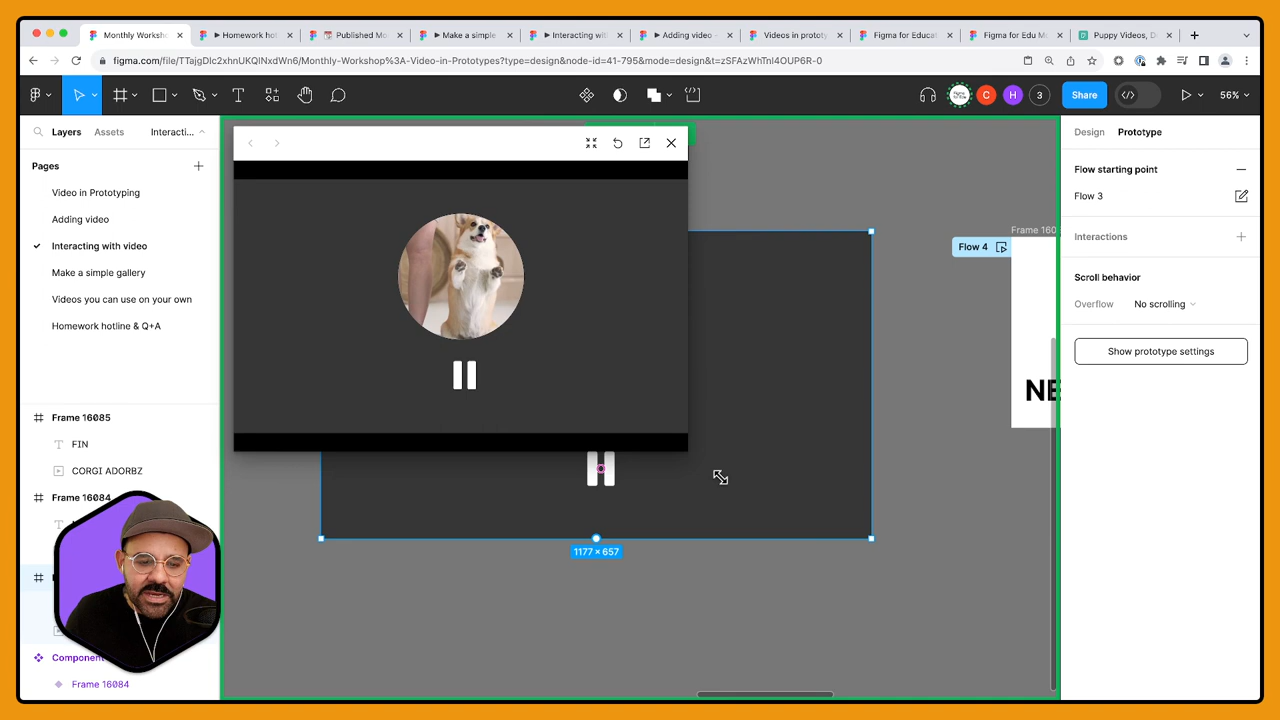 Monthly Worksho
▶ Homework hot
📆 Published Mo
▶ Make a simple
▶ Interacting wit
▶ Adding video -
Videos in prototy
Figma for Educat
Figma for Edu M
Puppy Videos, D
figma.com/file/TTajgDlc2xhnUKQINxdWn6/Monthly-Workshop%3A-Video-in-Prototypes?type=design&node-id=41-795&mode=design&t=zSFAzWhTnl4OUP6R-0
C
H
3
Share
56%
Layers
Assets
Interacti...
Design
Prototype
Pages
Video in Prototyping
Adding video
Interacting with video
Make a simple gallery
Videos you can use on your own
Homework hotline & Q+A
Frame 16085
FIN
CORGI ADORBZ
Frame 16084
Component
Frame 16084
Flow 4
Frame 1608
NE
1177 × 657
Flow starting point
Flow 3
Interactions
Scroll behavior
Overflow
No scrolling
Show prototype settings